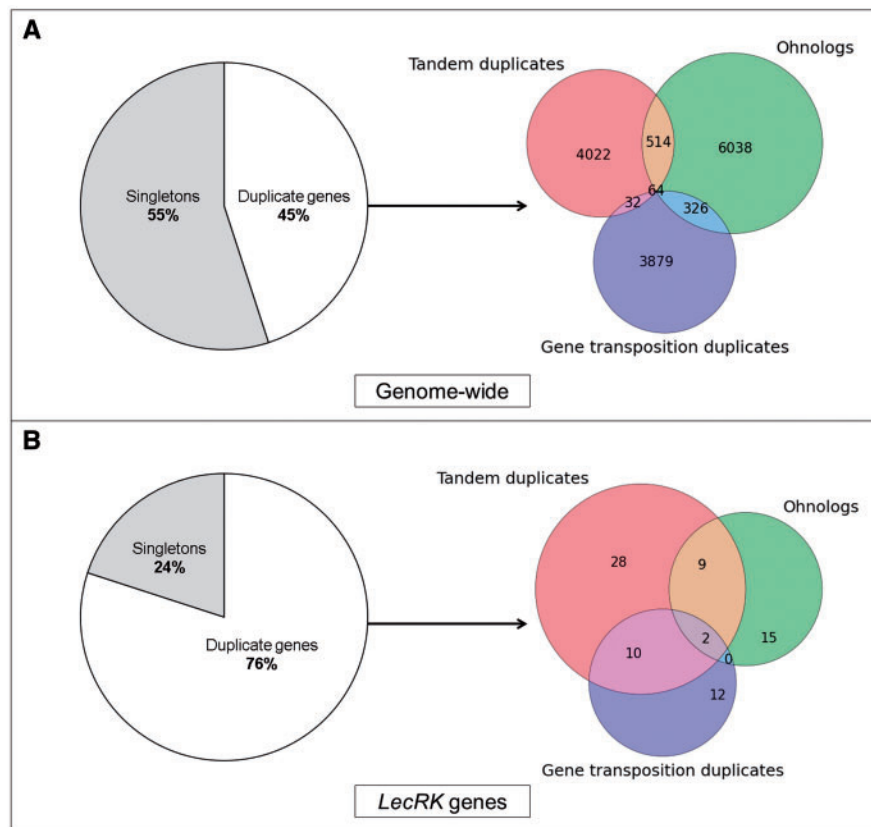 A
Tandem duplicates
Ohnologs
Singletons
55%
Duplicate genes
45%
4022
514
6038
64
32
326
3879
Gene transposition duplicates
Genome-wide
B
Tandem duplicates
Ohnologs
Singletons
24%
Duplicate genes
76%
28
9
2
15
10
0
12
Gene transposition duplicates
LecRK genes